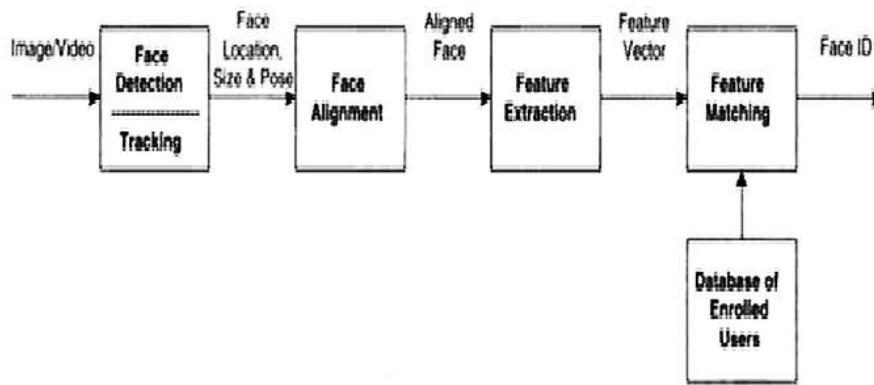 Image/Video
Face
Detection
Tracking
Face
Location,
Size & Pose
Face
Alignment
Aligned
Face
Feature
Extraction
Feature
Vector
Feature
Matching
Face ID
Database of
Enrolled
Users